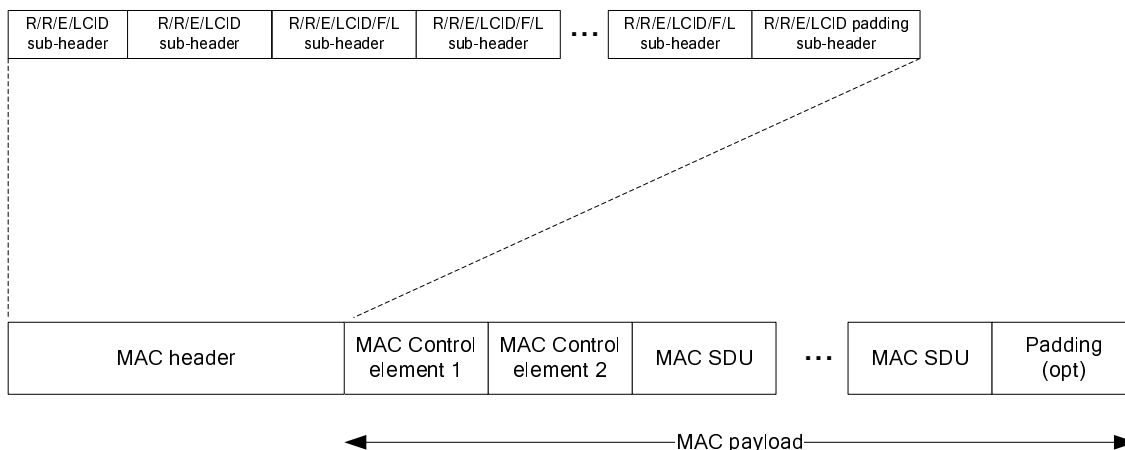 R/R/E/LCID
sub-header
R/R/E/LCID
sub-header
R/R/E/LCID/F/L
sub-header
R/R/E/LCID/F/L
sub-header
...
R/R/E/LCID/F/L
sub-header
R/R/E/LCID padding
sub-header
MAC header
MAC Control
element 1
MAC Control
element 2
MAC SDU
...
MAC SDU
Padding
(opt)
MAC payload